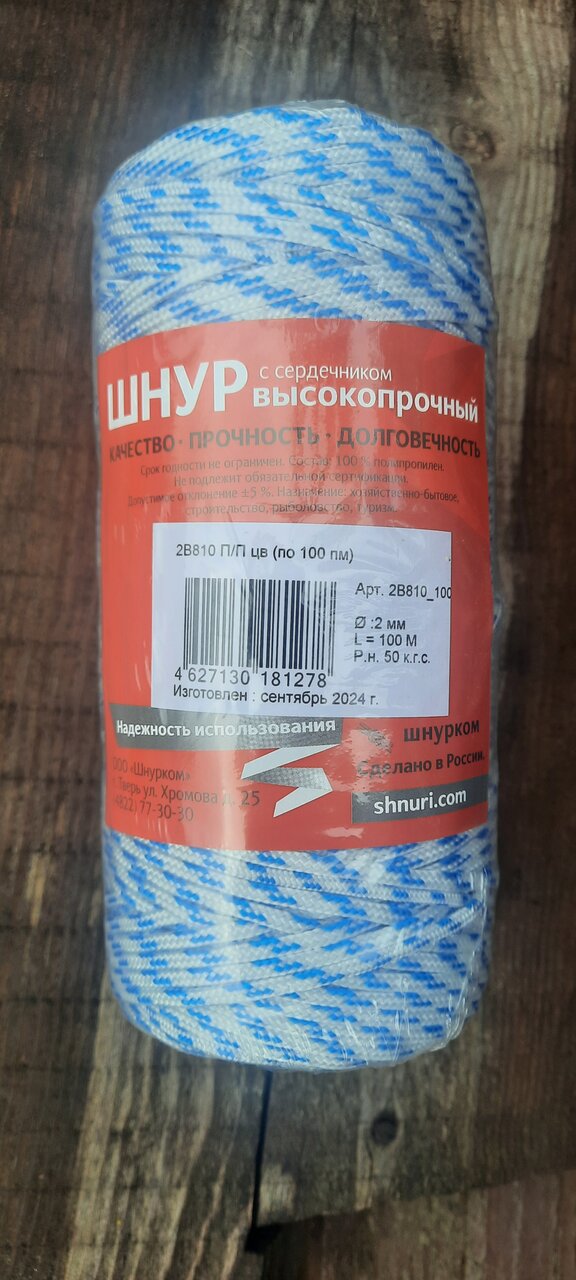 ШНУР с сердечником
высокопрочный
КАЧЕСТВО · ПРОЧНОСТЬ · ДОЛГОВЕЧНОСТЬ
Срок годности не ограничен. Состав: 100 % полипропилен.
Не подлежит обязательной сертификации.
Допустимое отклонение ±5 %. Назначение: хозяйственно-бытовое,
строительство, рыболовство, туризм.
2В810 П/П цв (по 100 пм)
Арт. 2В810_100
Ø :2 мм
L = 100 М
Р.н. 50 к.г.с.
4 627130 181278
Изготовлен : сентябрь 2024 г.
Надежность использования
шнурком
Сделано в России.
shnuri.com
ООО «Шнурком»
г. Тверь ул. Хромова д. 25
(4822) 77-30-30